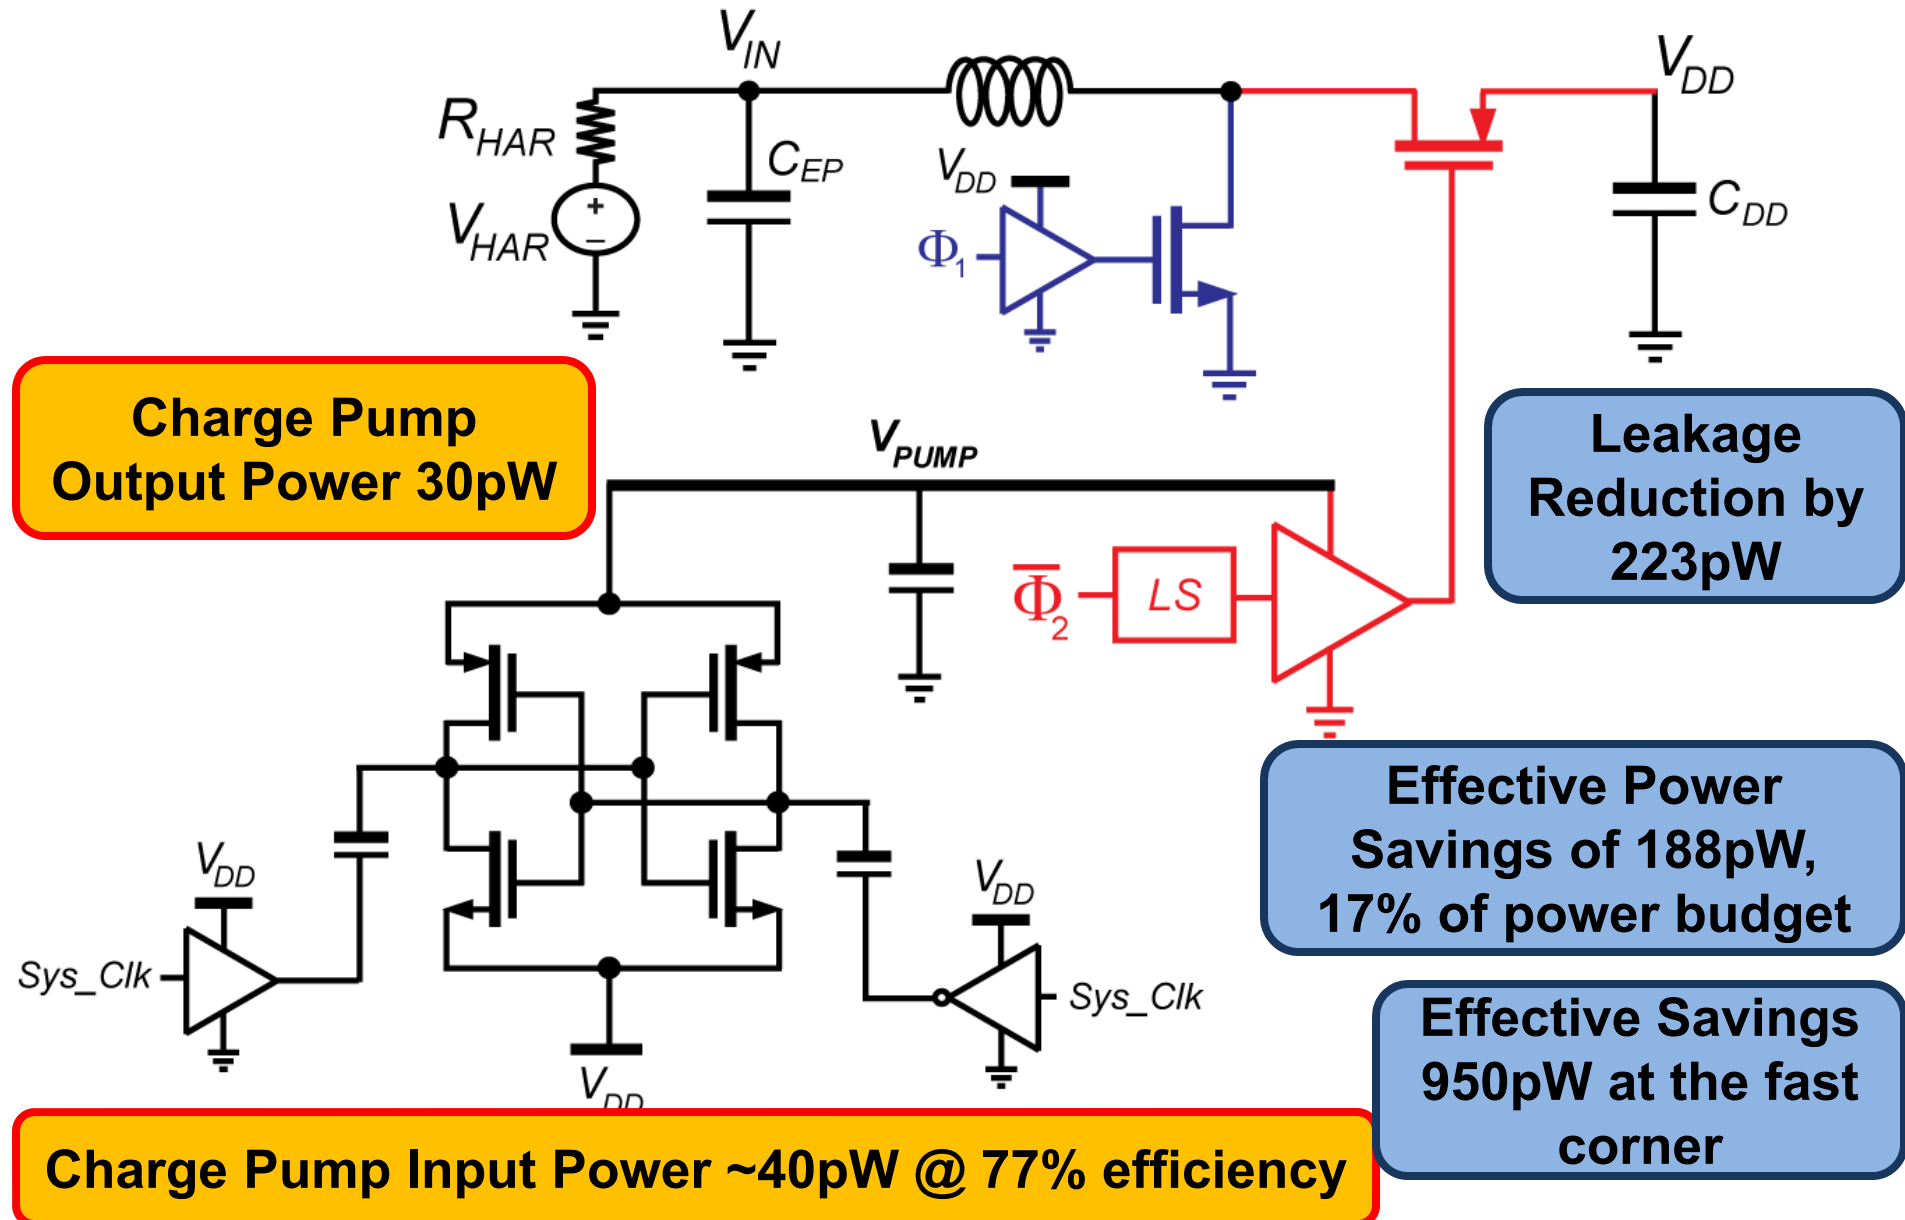 V_IN
V_DD
R_HAR
C_EP
V_DD
V_HAR
+
–
Φ_1
C_DD
Charge Pump
Output Power 30pW
V_PUMP
Leakage
Reduction by
223pW
Φ̅_2
LS
Effective Power
Savings of 188pW,
17% of power budget
V_DD
V_DD
Sys_Clk
Sys_Clk
V_DD
Effective Savings
950pW at the fast
corner
Charge Pump Input Power ~40pW @ 77% efficiency